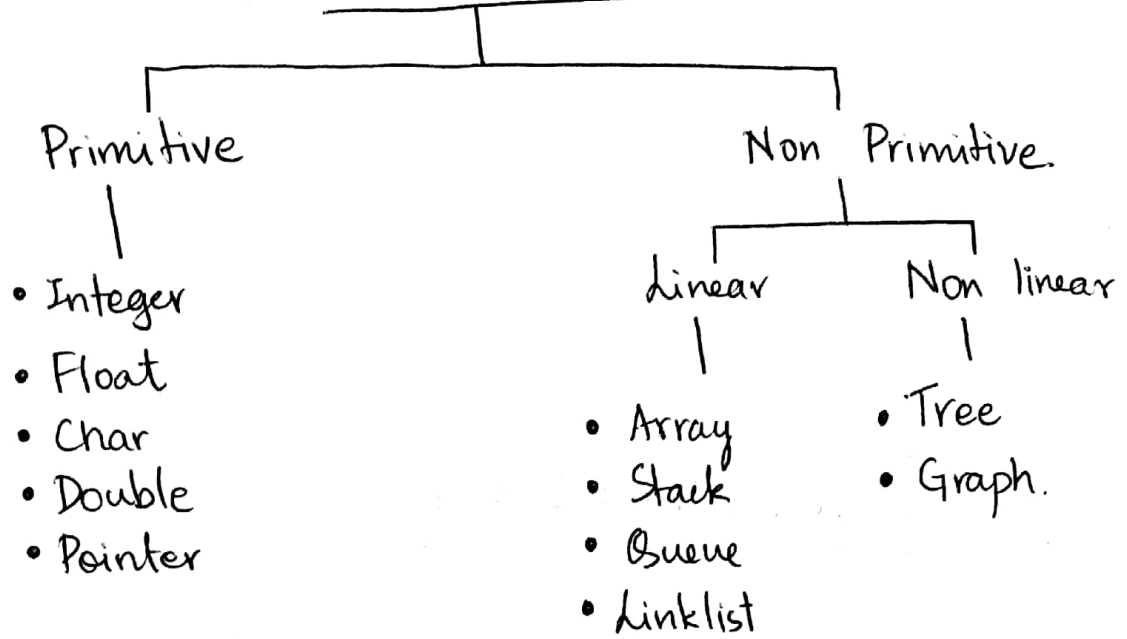 Primitive
Non Primitive.
Linear
Non linear
• Integer
• Float
• Char
• Double
• Pointer
• Array
• Stack
• Queue
• Linklist
• Tree
• Graph.